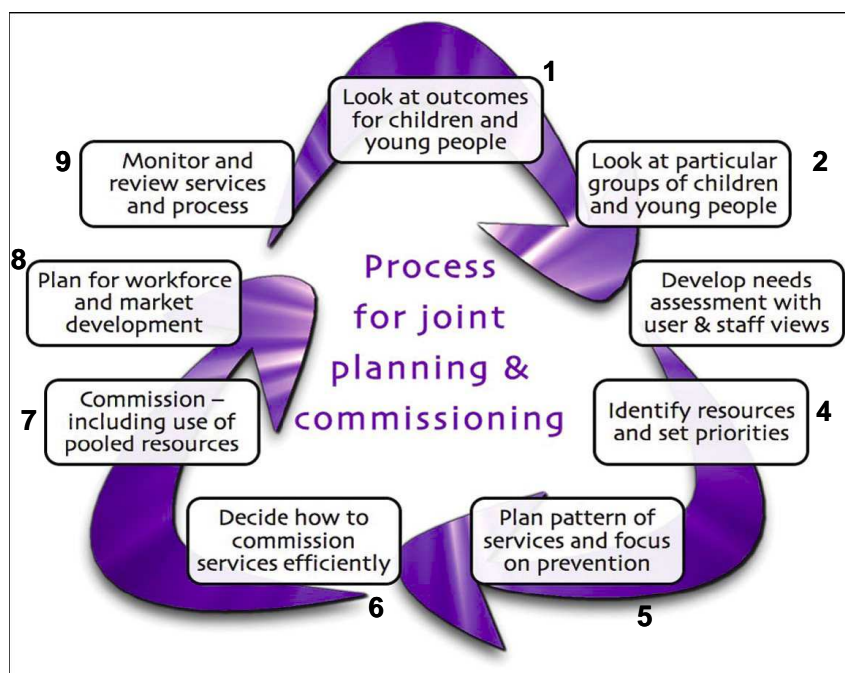 1
Look at outcomes
for children and
young people
2
Look at particular
groups of children
and young people
Develop needs
assessment with
user & staff views
4
Identify resources
and set priorities
5
Plan pattern of
services and focus
on prevention
6
Decide how to
commission
services efficiently
7
Commission –
including use of
pooled resources
8
Plan for workforce
and market
development
9
Monitor and
review services
and process
Process
for joint
planning &
commissioning